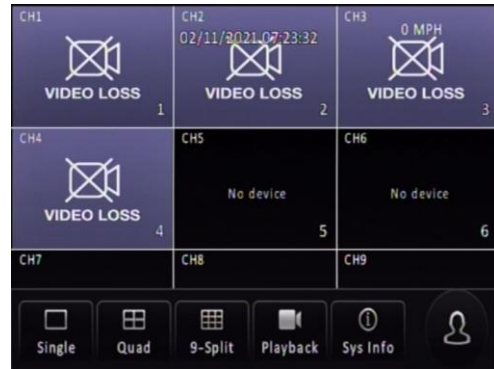 CH1
VIDEO LOSS
1
CH2
02/11/2021 07:23:32
VIDEO LOSS
2
CH3
0 MPH
VIDEO LOSS
3
CH4
VIDEO LOSS
4
CH5
No device
5
CH6
No device
6
CH7
CH8
CH9
Single
Quad
9-Split
Playback
Sys Info